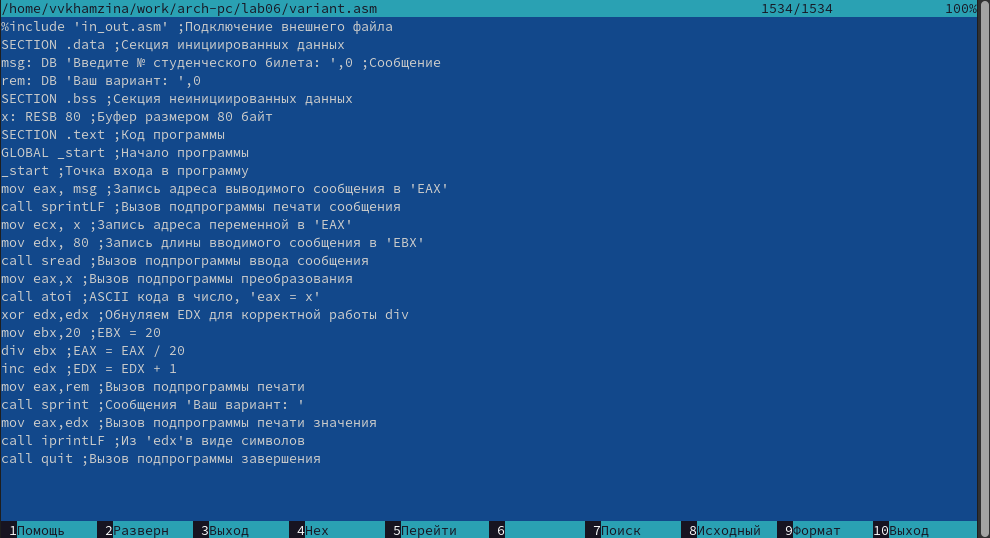 /home/vvkhamzina/work/arch-pc/lab06/variant.asm 1534/1534 100%
%include 'in_out.asm' ;Подключение внешнего файла
SECTION .data ;Секция инициированных данных
msg: DB 'Введите № студенческого билета: ',0 ;Сообщение
rem: DB 'Ваш вариант: ',0
SECTION .bss ;Секция неинициированных данных
x: RESB 80 ;Буфер размером 80 байт
SECTION .text ;Код программы
GLOBAL _start ;Начало программы
_start ;Точка входа в программу
mov eax, msg ;Запись адреса выводимого сообщения в 'EAX'
call sprintLF ;Вызов подпрограммы печати сообщения
mov ecx, x ;Запись адреса переменной в 'EAX'
mov edx, 80 ;Запись длины вводимого сообщения в 'EBX'
call sread ;Вызов подпрограммы ввода сообщения
mov eax,x ;Вызов подпрограммы преобразования
call atoi ;ASCII кода в число, 'eax = x'
xor edx,edx ;Обнуляем EDX для корректной работы div
mov ebx,20 ;EBX = 20
div ebx ;EAX = EAX / 20
inc edx ;EDX = EDX + 1
mov eax,rem ;Вызов подпрограммы печати
call sprint ;Сообщения 'Ваш вариант: '
mov eax,edx ;Вызов подпрограммы печати значения
call iprintLF ;Из 'edx'в виде символов
call quit ;Вызов подпрограммы завершения
1Помощь 2Разверн 3Выход 4Hex 5Перейти 6 7Поиск 8Исходный 9Формат 10Выход